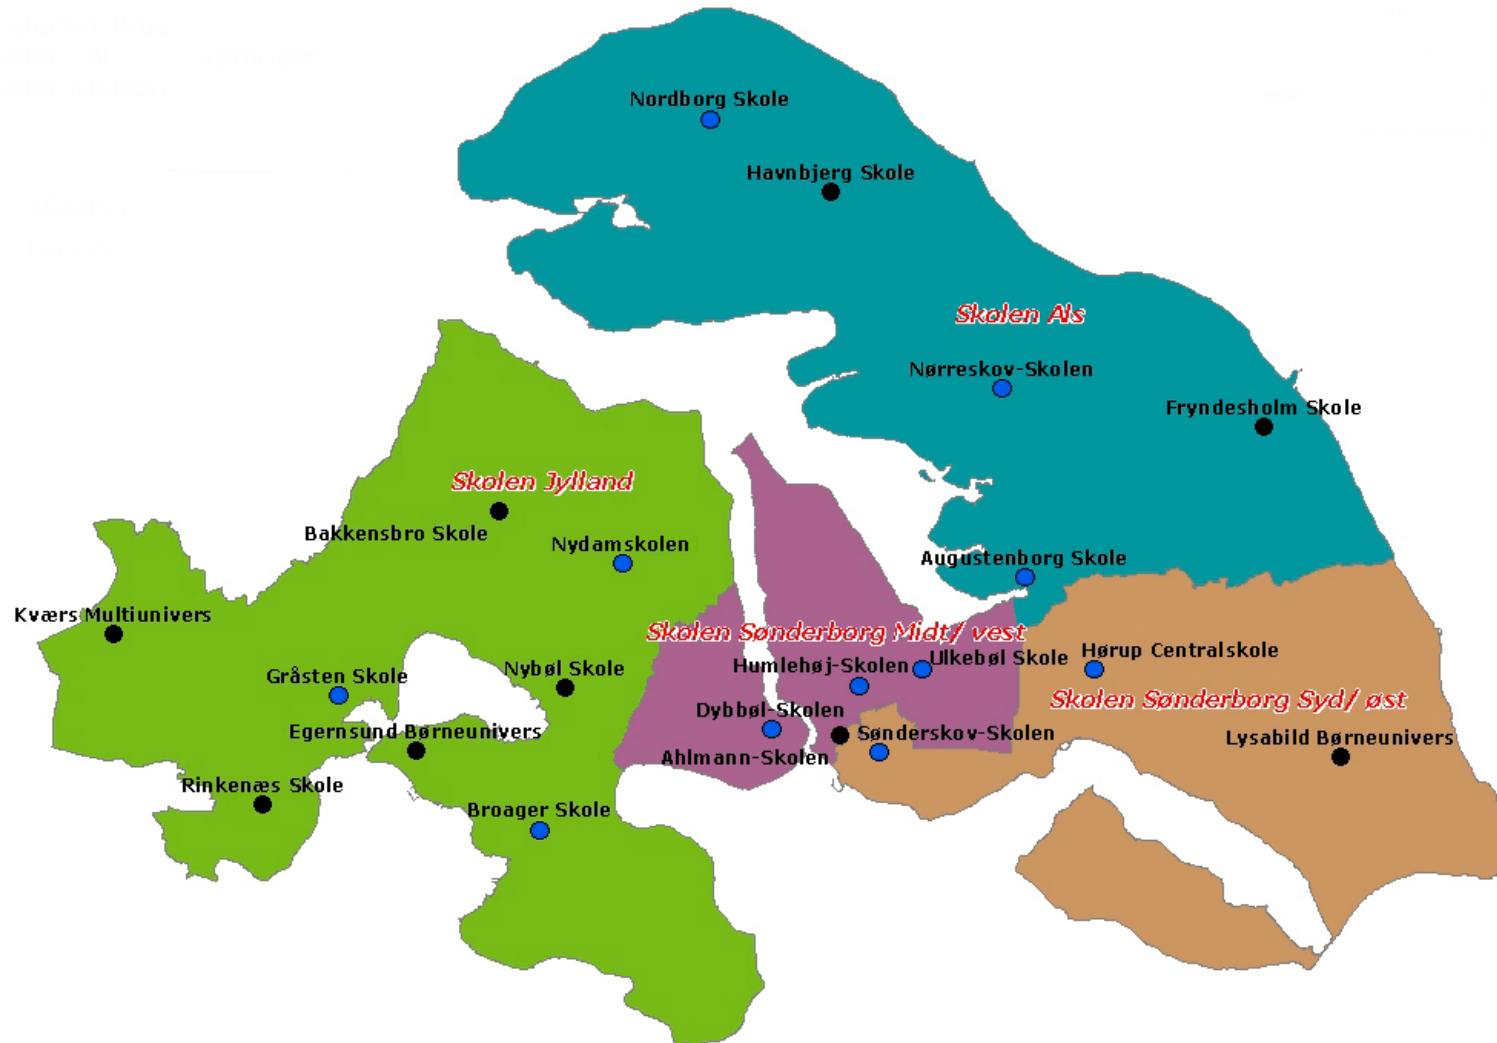 Nordborg Skole
Havnbjerg Skole
Skolen Als
Nørreskov-Skolen
Fryndesholm Skole
Skolen Jylland
Bakkensbro Skole
Nydamskolen
Augustenborg Skole
Kværs Multiunivers
Skolen Sønderborg Midt/ vest
Humlehøj-Skolen
Ulkebøl Skole
Hørup Centralskole
Gråsten Skole
Nybøl Skole
Skolen Sønderborg Syd/ øst
Dybbøl-Skolen
Egernsund Børneunivers
Sønderskov-Skolen
Lysabild Børneunivers
Ahlmann-Skolen
Rinkenæs Skole
Broager Skole